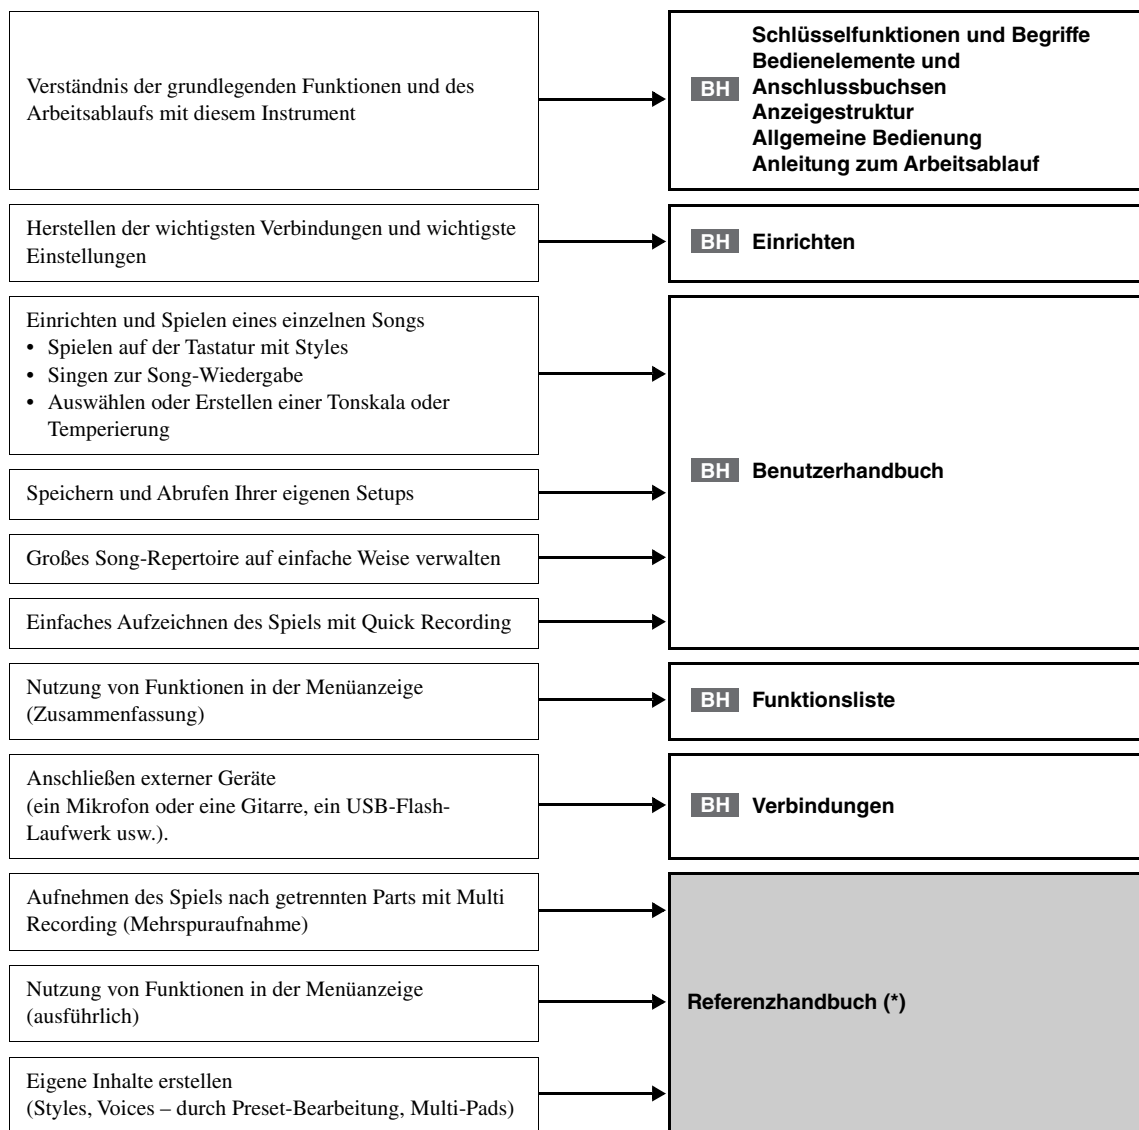 Verständnis der grundlegenden Funktionen und des
Arbeitsablaufs mit diesem Instrument
BH
Schlüsselfunktionen und Begriffe
Bedienelemente und
Anschlussbuchsen
Anzeigestruktur
Allgemeine Bedienung
Anleitung zum Arbeitsablauf
Herstellen der wichtigsten Verbindungen und wichtigste
Einstellungen
BH Einrichten
Einrichten und Spielen eines einzelnen Songs
• Spielen auf der Tastatur mit Styles
• Singen zur Song-Wiedergabe
• Auswählen oder Erstellen einer Tonskala oder
Temperierung
Speichern und Abrufen Ihrer eigenen Setups
Großes Song-Repertoire auf einfache Weise verwalten
Einfaches Aufzeichnen des Spiels mit Quick Recording
BH Benutzerhandbuch
Nutzung von Funktionen in der Menüanzeige
(Zusammenfassung)
BH Funktionsliste
Anschließen externer Geräte
(ein Mikrofon oder eine Gitarre, ein USB-Flash-
Laufwerk usw.).
BH Verbindungen
Aufnehmen des Spiels nach getrennten Parts mit Multi
Recording (Mehrspuraufnahme)
Nutzung von Funktionen in der Menüanzeige
(ausführlich)
Eigene Inhalte erstellen
(Styles, Voices – durch Preset-Bearbeitung, Multi-Pads)
Referenzhandbuch (*)